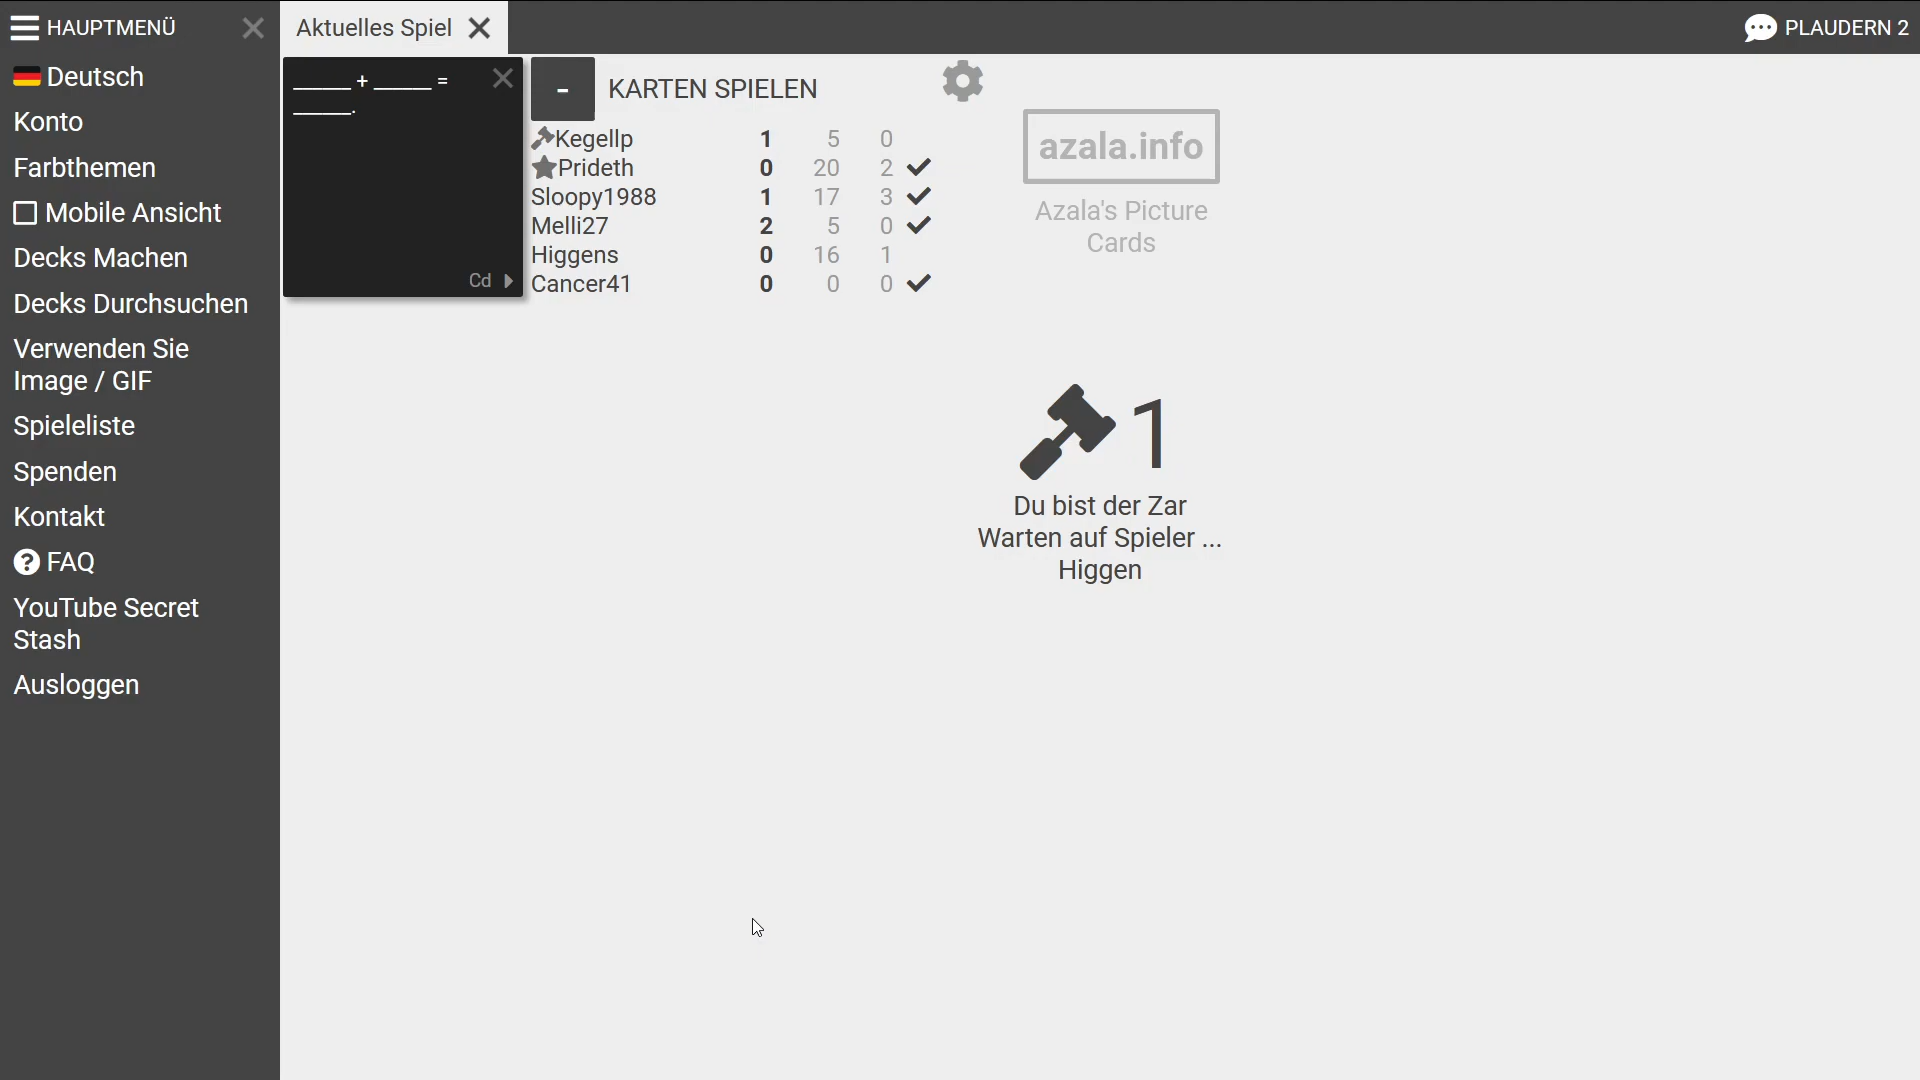 HAUPTMENÜ
Aktuelles Spiel
PLAUDERN 2
Deutsch
Konto
Farbthemen
Mobile Ansicht
Decks Machen
Decks Durchsuchen
Verwenden Sie
Image / GIF
Spieleliste
Spenden
Kontakt
FAQ
YouTube Secret
Stash
Ausloggen
_____ + _____ =
_____.
Cd
- KARTEN SPIELEN
Kegellp 1 5 0
Prideth 0 20 2
Sloopy1988 1 17 3
Melli27 2 5 0
Higgens 0 16 1
Cancer41 0 0 0
azala.info
Azala's Picture
Cards
1
Du bist der Zar
Warten auf Spieler ...
Higgen